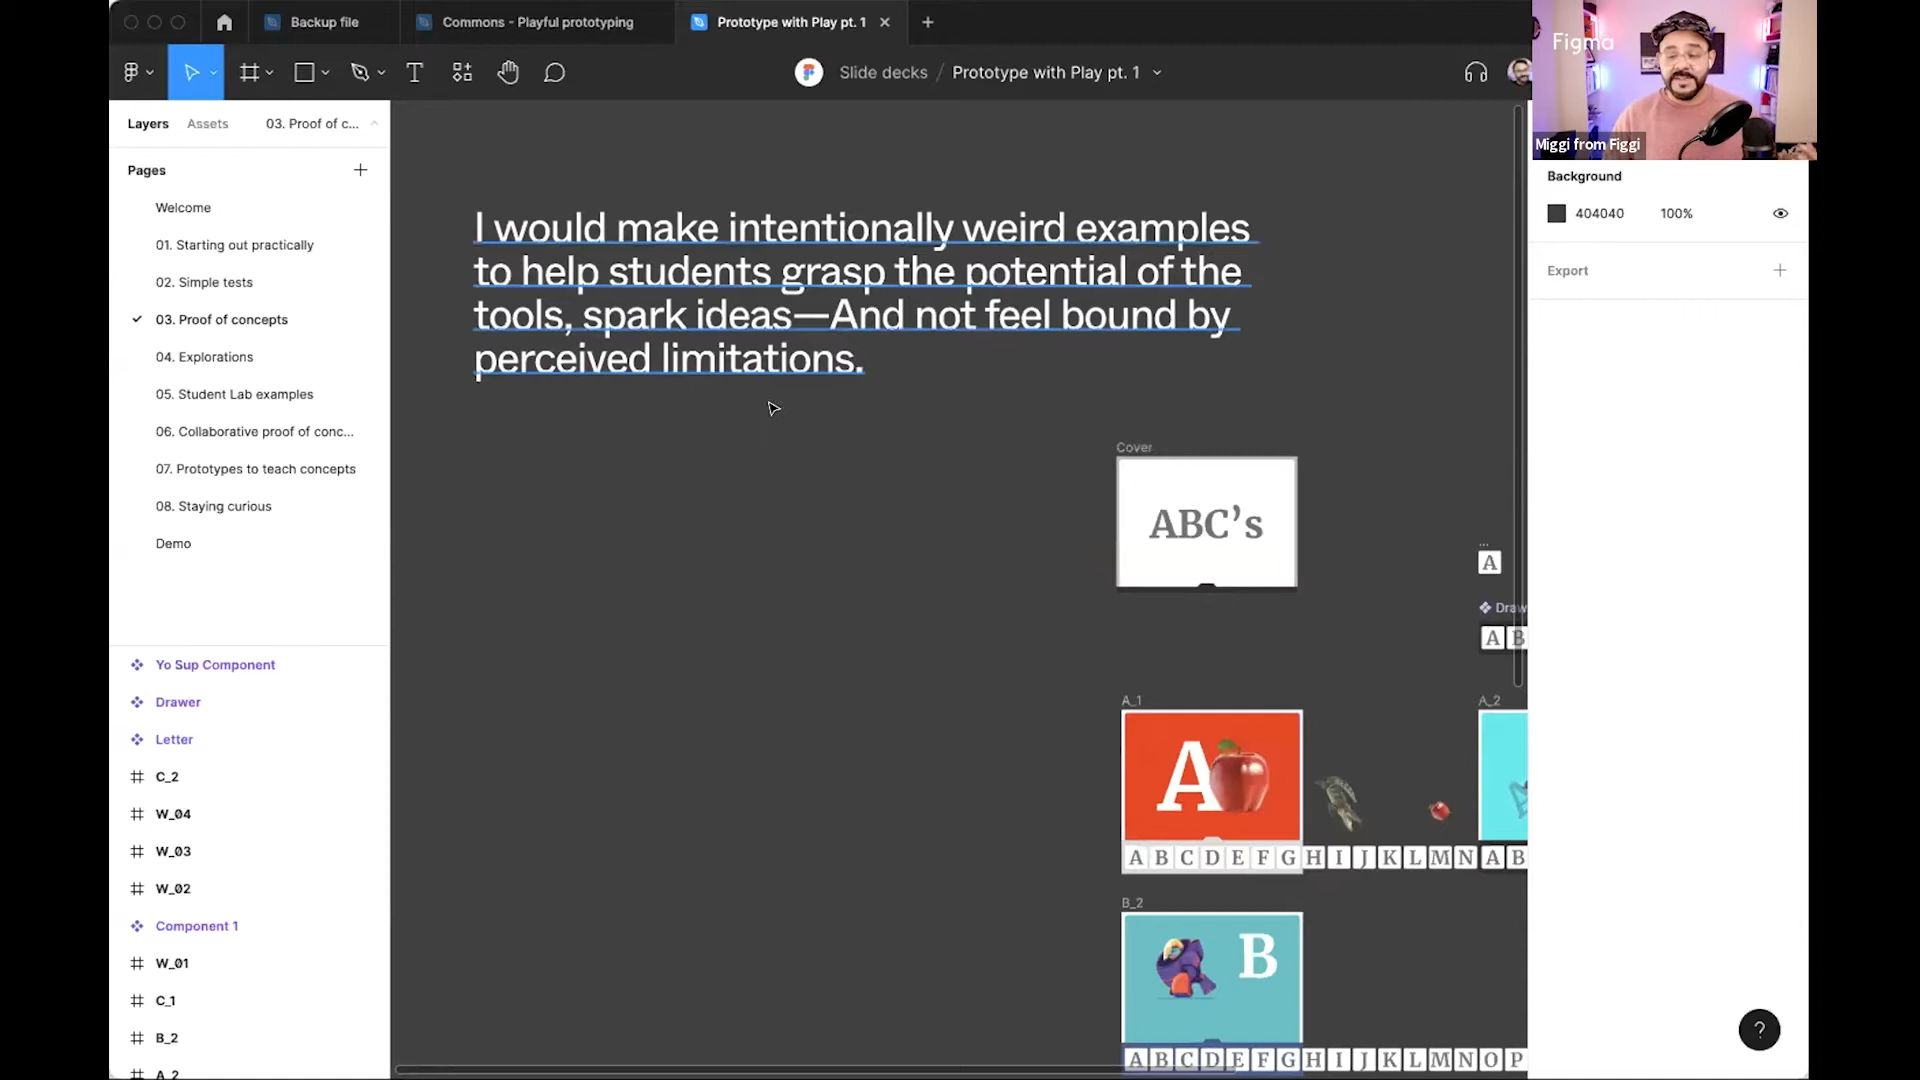 Backup file
Commons - Playful prototyping
Prototype with Play pt. 1
Slide decks / Prototype with Play pt. 1
Figma
Miggi from Figgi
Layers
Assets
03. Proof of c...
Pages
Welcome
01. Starting out practically
02. Simple tests
03. Proof of concepts
04. Explorations
05. Student Lab examples
06. Collaborative proof of conc...
07. Prototypes to teach concepts
08. Staying curious
Demo
Yo Sup Component
Drawer
Letter
C_2
W_04
W_03
W_02
Component 1
W_01
C_1
B_2
A_2
I would make intentionally weird examples
to help students grasp the potential of the
tools, spark ideas—And not feel bound by
perceived limitations.
Cover
ABC's
...
A
Draw
A B
A_1
A
A B C D E F G H I J K L M N
A_2
A
A B
B_2
B
A B C D E F G H I J K L M N O P
Background
404040
100%
Export
?